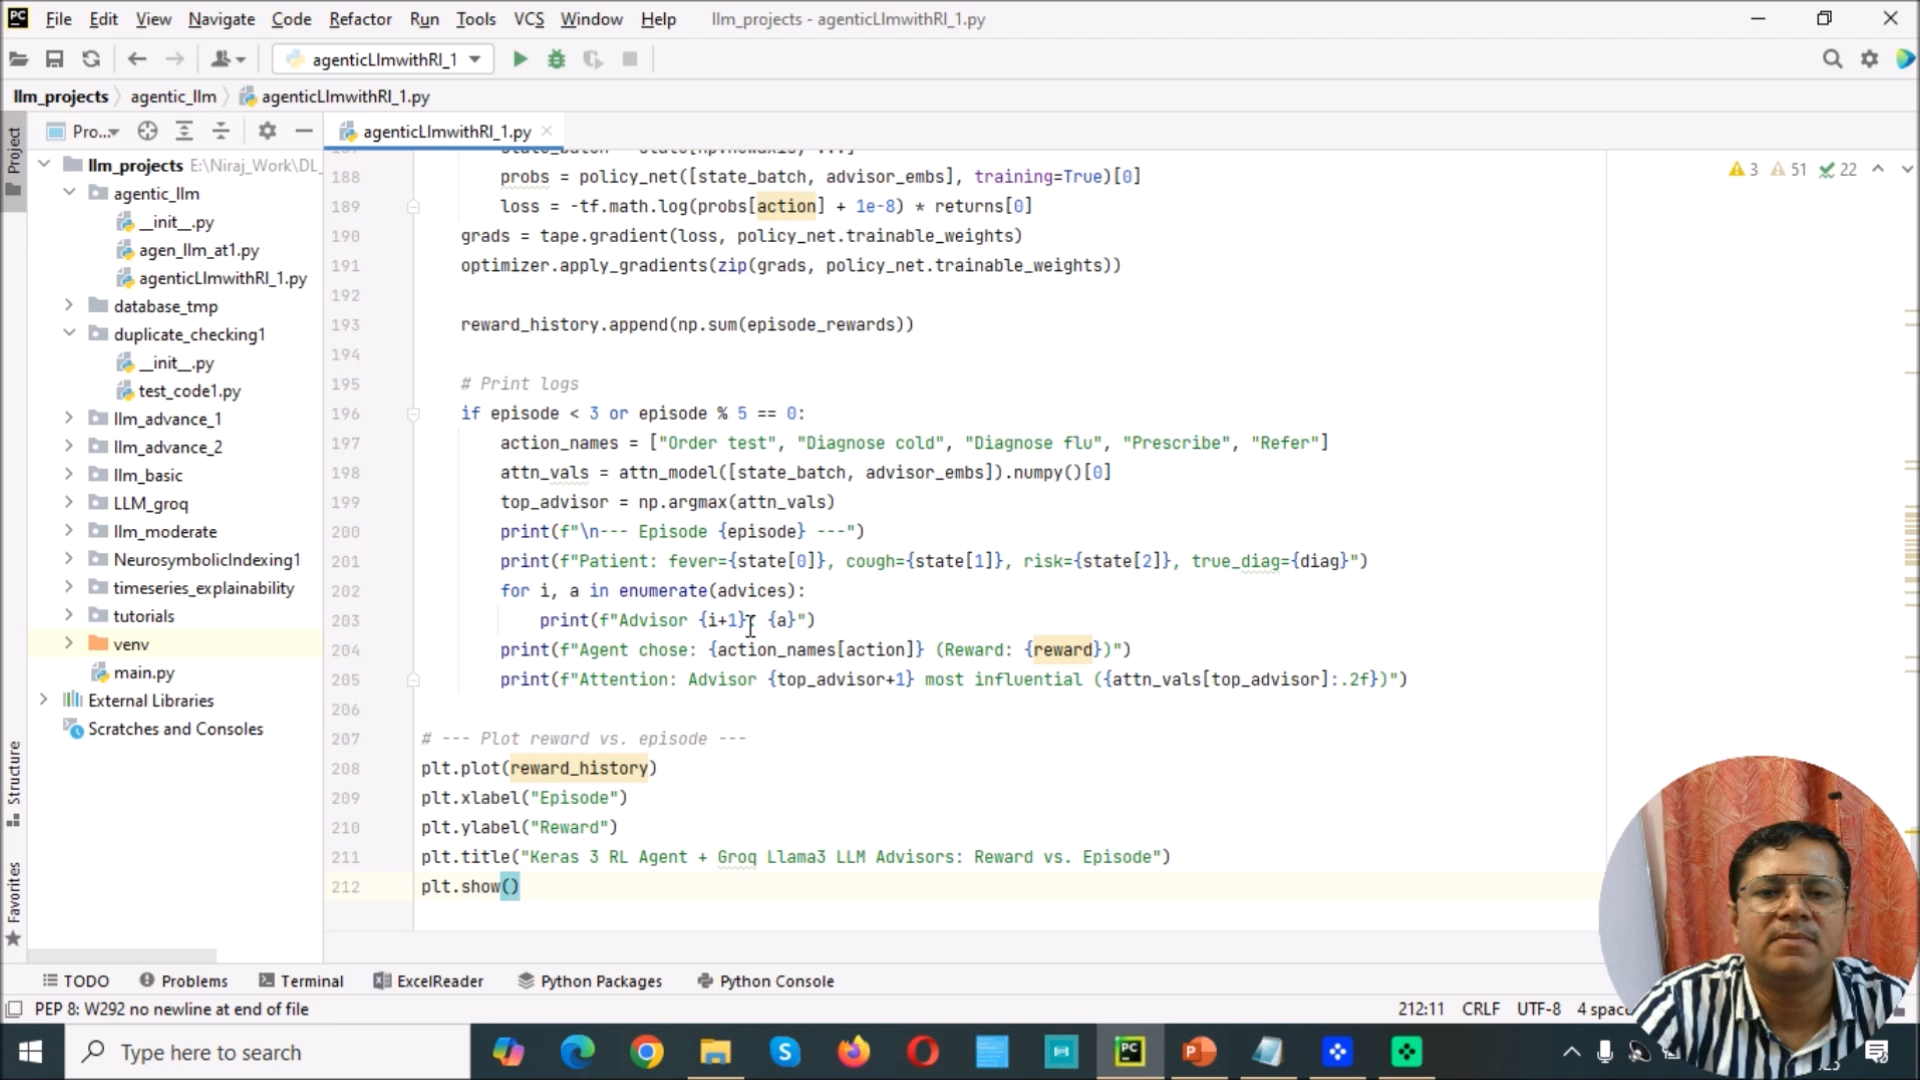 PC File Edit View Navigate Code Refactor Run Tools VCS Window Help llm_projects - agenticLlmwithRl_1.py
agenticLlmwithRl_1
llm_projects agentic_llm agenticLlmwithRl_1.py
Project
Pro...
agenticLlmwithRl_1.py
llm_projects E:\Niraj_Work\DL_
agentic_llm
__init__.py
agen_llm_at1.py
agenticLlmwithRl_1.py
database_tmp
duplicate_checking1
__init__.py
test_code1.py
llm_advance_1
llm_advance_2
llm_basic
LLM_groq
llm_moderate
NeurosymbolicIndexing1
timeseries_explainability
tutorials
venv
main.py
External Libraries
Scratches and Consoles
Structure
Favorites
3 51 22
188 probs = policy_net([state_batch, advisor_embs], training=True)[0]
189 loss = -tf.math.log(probs[action] + 1e-8) * returns[0]
190 grads = tape.gradient(loss, policy_net.trainable_weights)
191 optimizer.apply_gradients(zip(grads, policy_net.trainable_weights))
192
193 reward_history.append(np.sum(episode_rewards))
194
195 # Print logs
196 if episode < 3 or episode % 5 == 0:
197 action_names = ["Order test", "Diagnose cold", "Diagnose flu", "Prescribe", "Refer"]
198 attn_vals = attn_model([state_batch, advisor_embs]).numpy()[0]
199 top_advisor = np.argmax(attn_vals)
200 print(f"\n--- Episode {episode} ---")
201 print(f"Patient: fever={state[0]}, cough={state[1]}, risk={state[2]}, true_diag={diag}")
202 for i, a in enumerate(advices):
203 print(f"Advisor {i+1}: {a}")
204 print(f"Agent chose: {action_names[action]} (Reward: {reward})")
205 print(f"Attention: Advisor {top_advisor+1} most influential ({attn_vals[top_advisor]:.2f})")
206
207 # --- Plot reward vs. episode ---
208 plt.plot(reward_history)
209 plt.xlabel("Episode")
210 plt.ylabel("Reward")
211 plt.title("Keras 3 RL Agent + Groq Llama3 LLM Advisors: Reward vs. Episode")
212 plt.show()
TODO Problems Terminal ExcelReader Python Packages Python Console
PEP 8: W292 no newline at end of file 212:11 CRLF UTF-8 4 spac
Type here to search